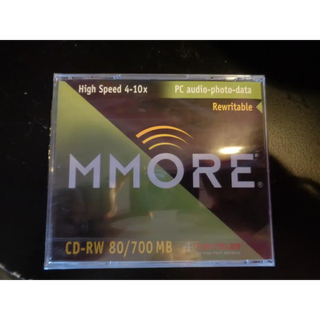 High Speed 4-10x
PC audio-photo-data
Rewritable
MMORE®
CD-RW 80/700 MB